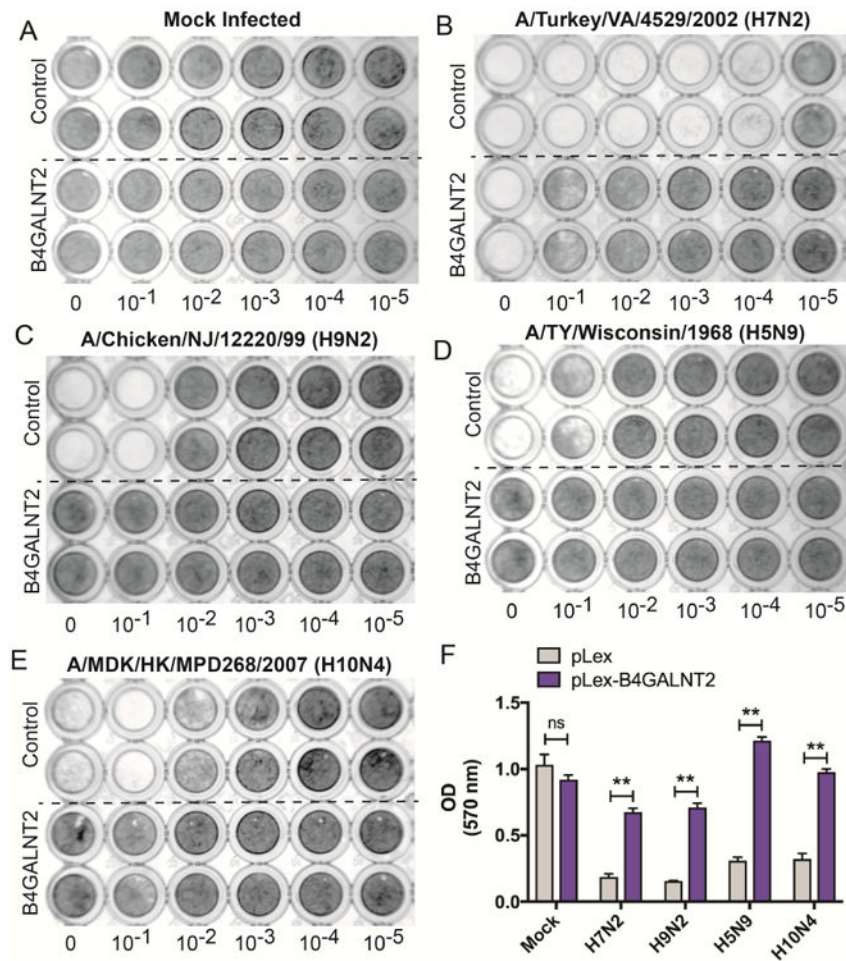 A
Mock Infected
Control
B4GALNT2
0 10-1 10-2 10-3 10-4 10-5
B
A/Turkey/VA/4529/2002 (H7N2)
Control
B4GALNT2
0 10-1 10-2 10-3 10-4 10-5
C
A/Chicken/NJ/12220/99 (H9N2)
Control
B4GALNT2
0 10-1 10-2 10-3 10-4 10-5
D
A/TY/Wisconsin/1968 (H5N9)
Control
B4GALNT2
0 10-1 10-2 10-3 10-4 10-5
E
A/MDK/HK/MPD268/2007 (H10N4)
Control
B4GALNT2
0 10-1 10-2 10-3 10-4 10-5
F
pLex
pLex-B4GALNT2
OD
(570 nm)
1.5
1.0
0.5
0.0
ns
**
**
**
**
Mock
H7N2
H9N2
H5N9
H10N4